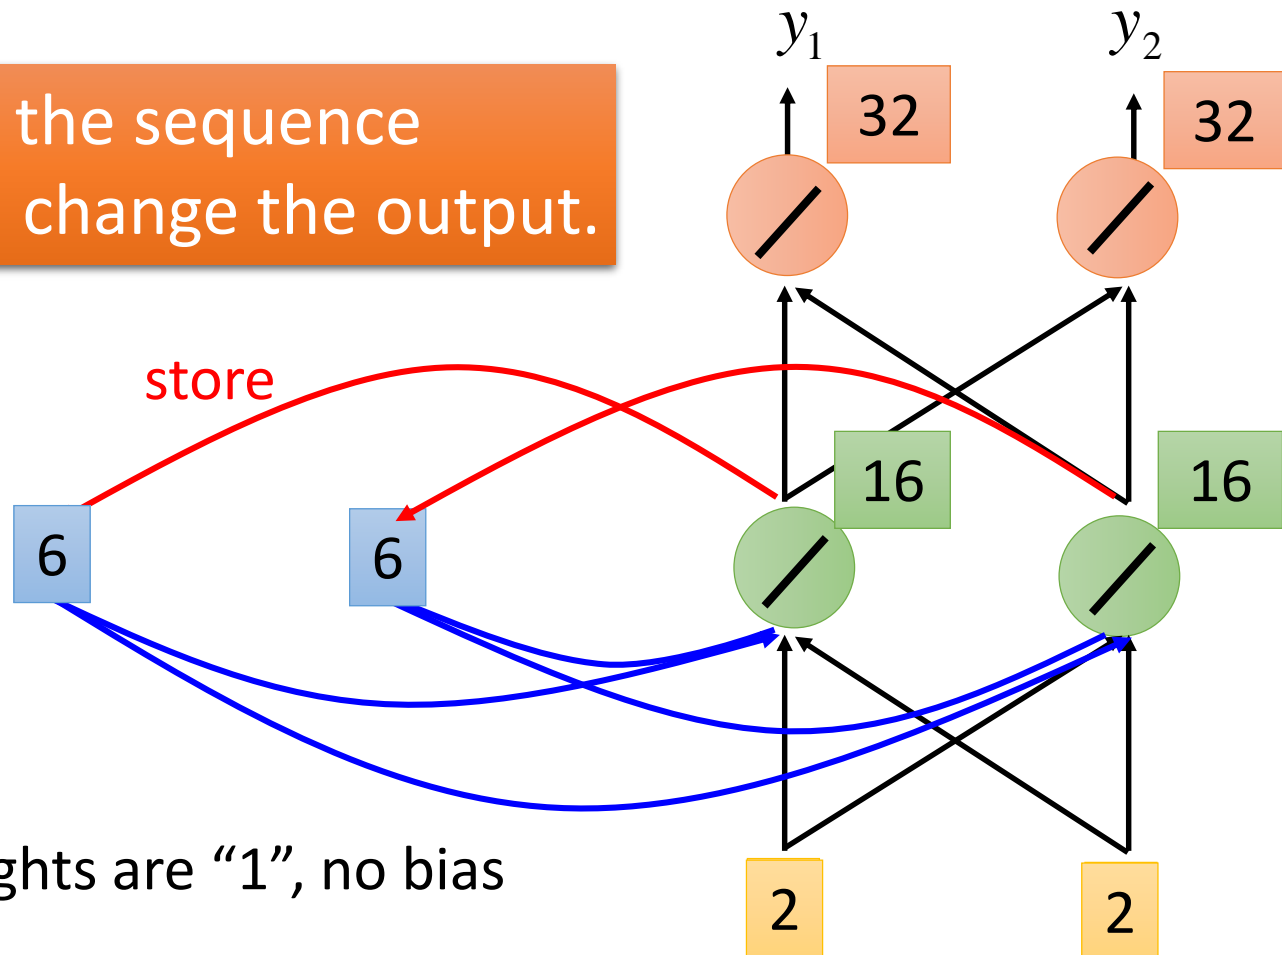 y₁ y₂
32 32
the sequence
change the output.
store
16 16
6 6
ghts are “1”, no bias
2 2